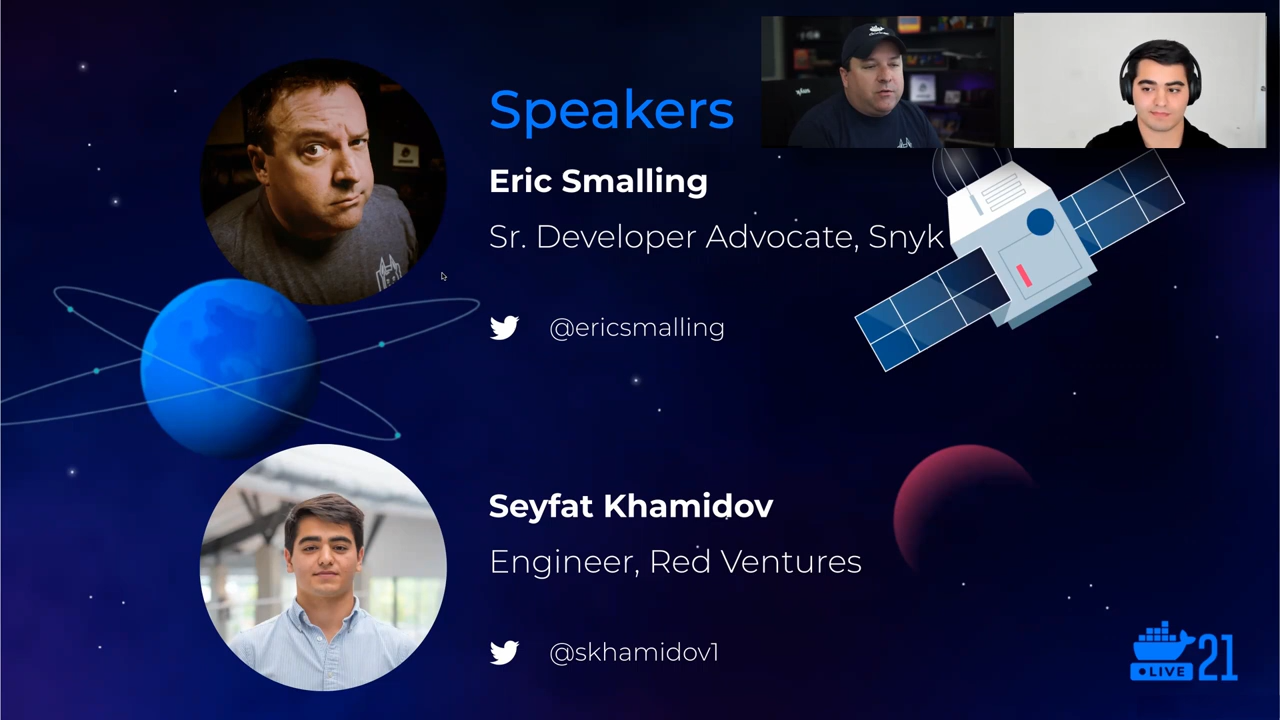 Speakers
Eric Smalling
Sr. Developer Advocate, Snyk
@ericsmalling
Seyfat Khamidov
Engineer, Red Ventures
@skhamidov1
LIVE 21